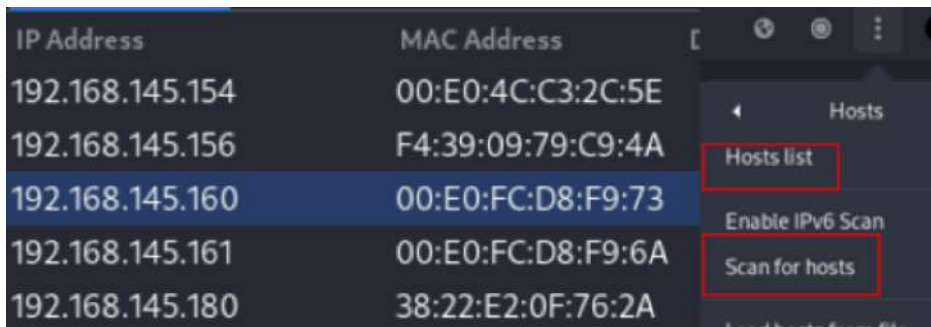 IP Address MAC Address
192.168.145.154 00:E0:4C:C3:2C:5E
192.168.145.156 F4:39:09:79:C9:4A
192.168.145.160 00:E0:FC:D8:F9:73
192.168.145.161 00:E0:FC:D8:F9:6A
192.168.145.180 38:22:E2:0F:76:2A
Hosts
Hosts list
Enable IPv6 Scan
Scan for hosts